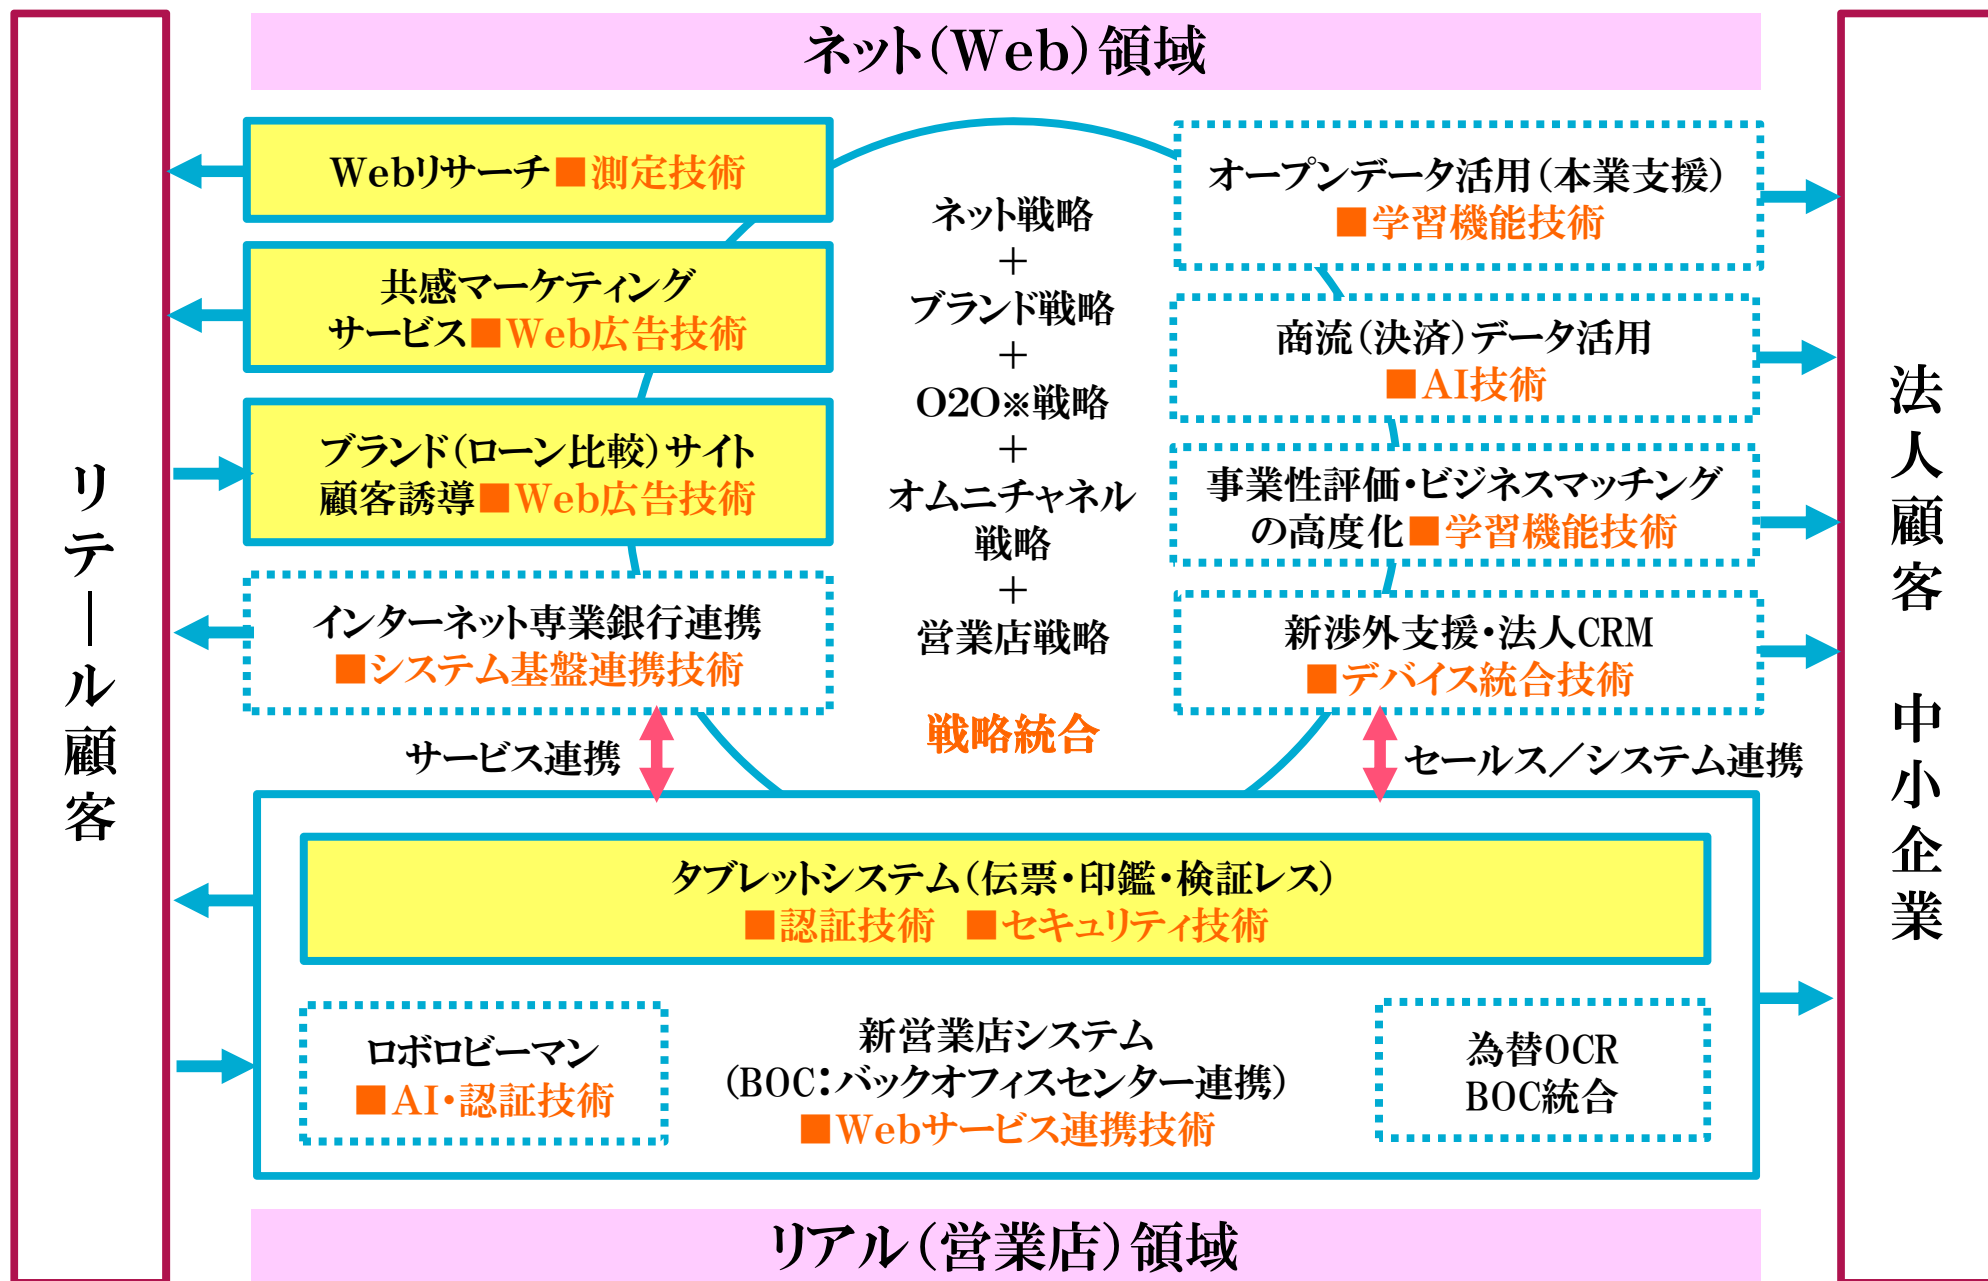 ネット(Web)領域
リテール顧客
Webリサーチ■測定技術
共感マーケティング
サービス■Web広告技術
ブランド(ローン比較)サイト
顧客誘導■Web広告技術
インターネット専業銀行連携
■システム基盤連携技術
ネット戦略
＋
ブランド戦略
＋
O2O※戦略
＋
オムニチャネル
戦略
＋
営業店戦略
戦略統合
オープンデータ活用(本業支援)
■学習機能技術
商流(決済)データ活用
■AI技術
事業性評価・ビジネスマッチング
の高度化■学習機能技術
新渉外支援・法人CRM
■デバイス統合技術
法人顧客　中小企業
サービス連携
セールス／システム連携
タブレットシステム(伝票・印鑑・検証レス)
■認証技術　■セキュリティ技術
ロボロビーマン
■AI・認証技術
新営業店システム
(BOC：バックオフィスセンター連携)
■Webサービス連携技術
為替OCR
BOC統合
リアル(営業店)領域